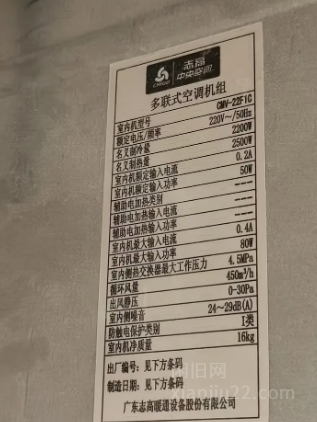 CHIGO 志高
中央空调
多联式空调机组
室内机型号 CMV-22F1C
额定电压/频率 220V~/50Hz
名义制冷量 2200W
名义制热量 2500W
室内机额定输入电流 0.2A
室内机额定输入功率 50W
辅助电加热类别 ----
辅助电加热输入电流 ----
辅助电加热输入功率 ----
室内机最大输入电流 0.4A
室内机最大输入功率 80W
室内侧热交换器最大工作压力 4.5MPa
循环风量 450m³/h
出风静压 0-30Pa
室内侧噪音 24~29dB(A)
防触电保护类别 I类
室内机净质量 16kg
出厂编号: 见下方条码
制造日期: 见下方条码
广东志高暖通设备股份有限公司
xianjiu22.com